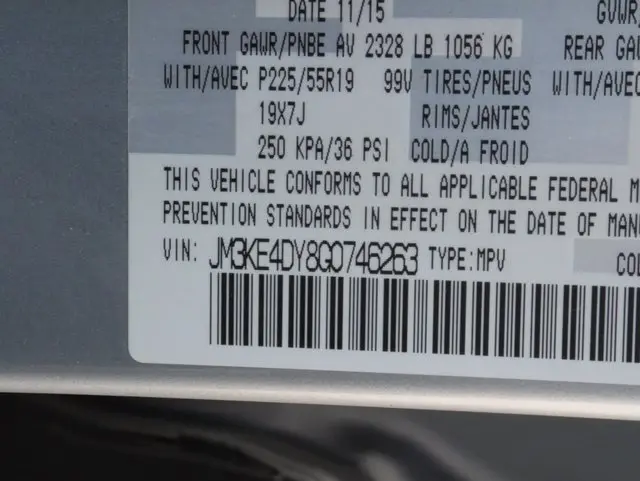 DATE 11/15 GVWR/
FRONT GAWR/PNBE AV 2328 LB 1056 KG REAR GA
WITH/AVEC P225/55R19 99V TIRES/PNEUS WITH/AVEC
19X7J RIMS/JANTES
250 KPA/36 PSI COLD/A FROID
THIS VEHICLE CONFORMS TO ALL APPLICABLE FEDERAL M
PREVENTION STANDARDS IN EFFECT ON THE DATE OF MAN
VIN: JM3KE4DY8G0746263 TYPE:MPV CO